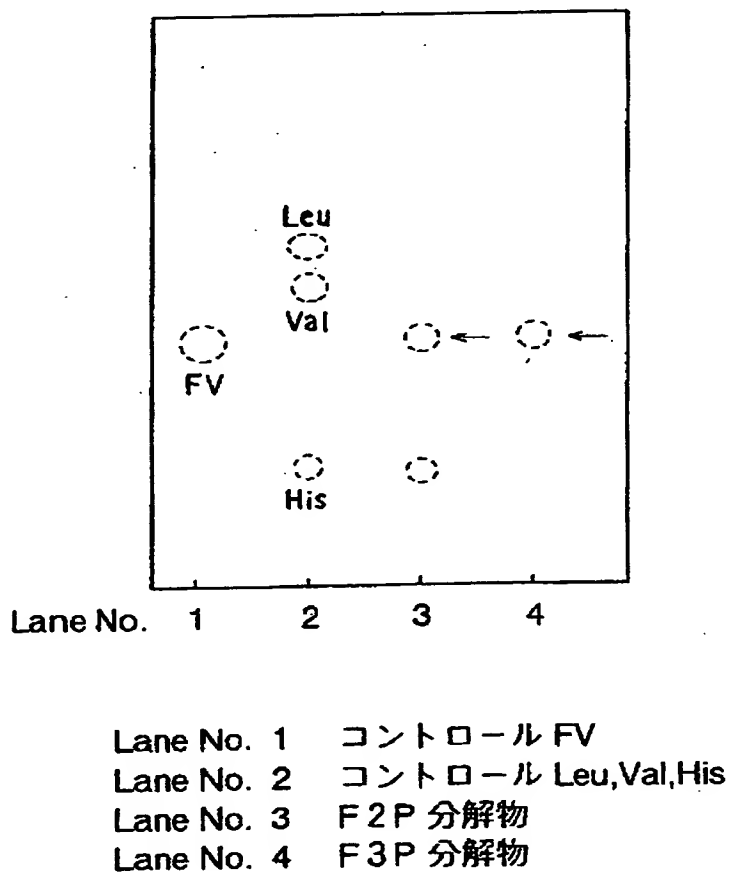 Leu
Val
FV
His
Lane No. 1 2 3 4
Lane No. 1 コントロール FV
Lane No. 2 コントロール Leu,Val,His
Lane No. 3 F2P 分解物
Lane No. 4 F3P 分解物